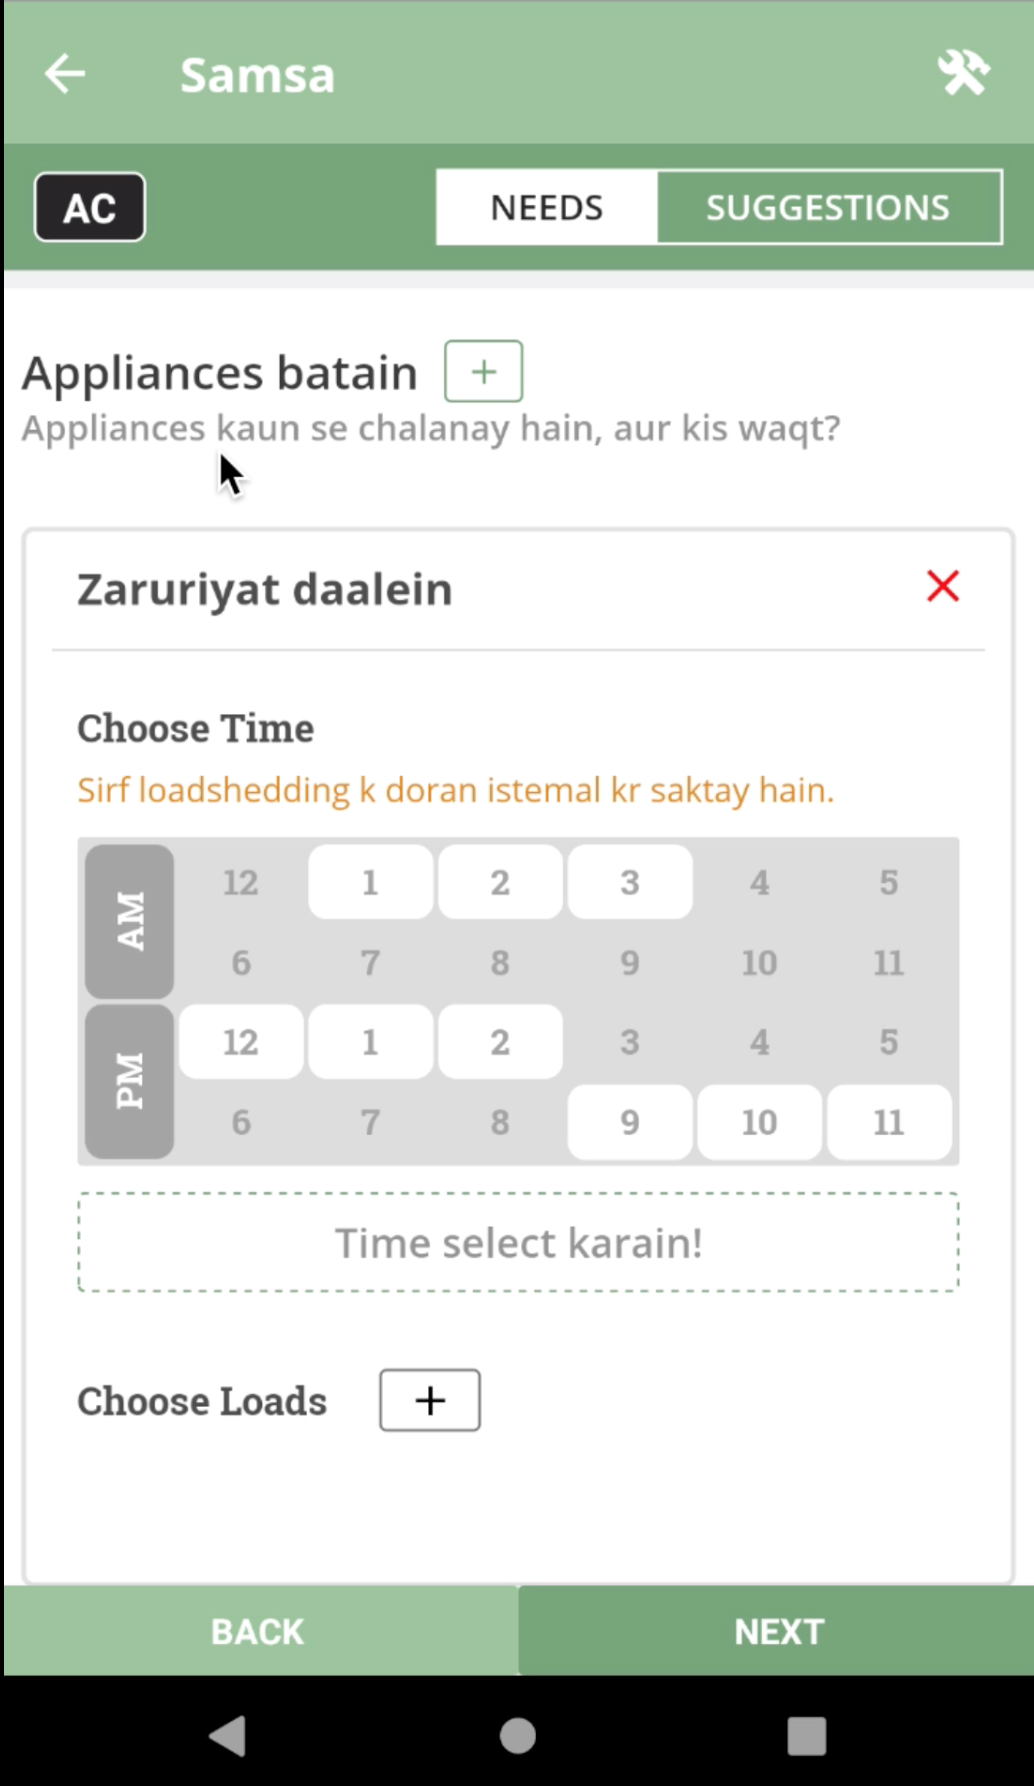 Samsa
AC
NEEDS
SUGGESTIONS
Appliances batain +
Appliances kaun se chalanay hain, aur kis waqt?
Zaruriyat daalein
Choose Time
Sirf loadshedding k doran istemal kr saktay hain.
AM
12 1 2 3 4 5
6 7 8 9 10 11
PM
12 1 2 3 4 5
6 7 8 9 10 11
Time select karain!
Choose Loads +
BACK
NEXT